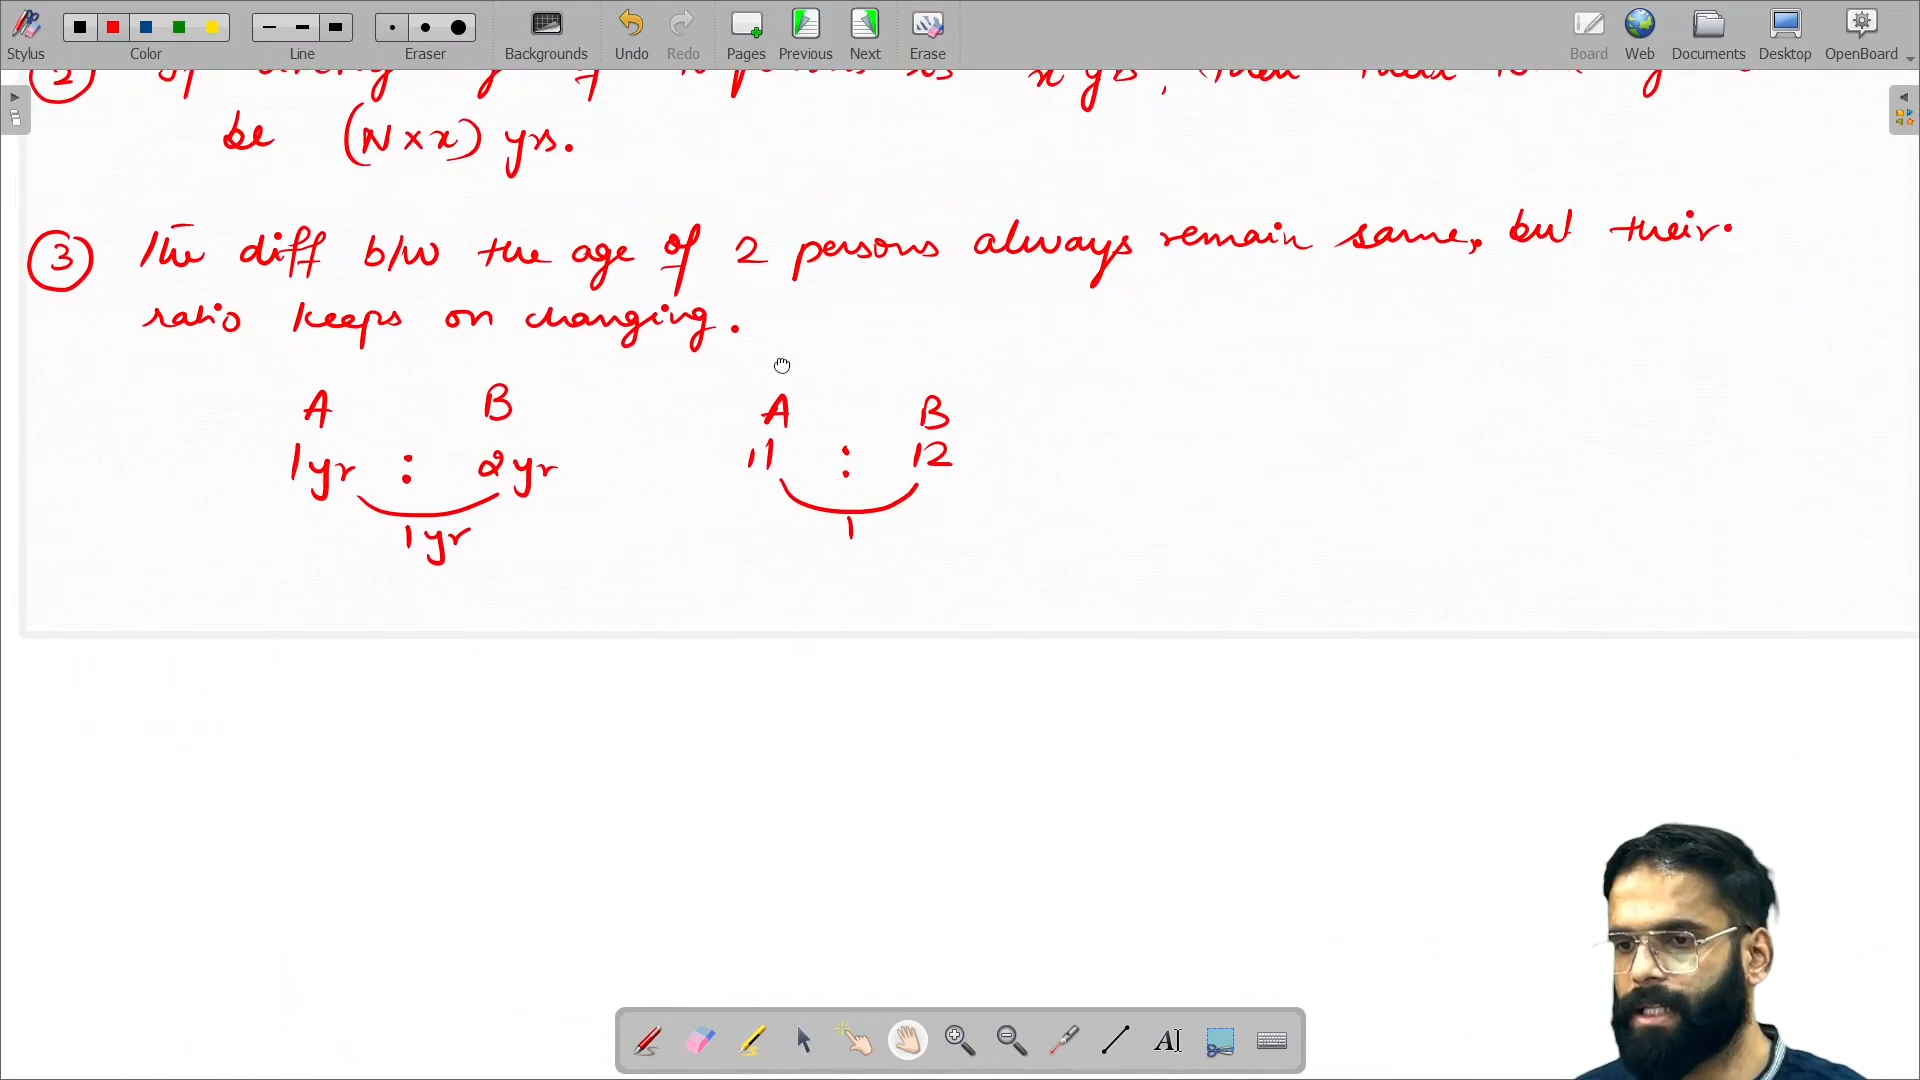 Stylus Color Line Eraser Backgrounds Undo Redo Pages Previous Next Erase Board Web Documents Desktop OpenBoard
②
be (N×x) yrs.
③ The diff b/w the age of 2 persons always remain same, but their
ratio keeps on changing.
A B A B
1yr : 2yr 11 : 12
1yr 1